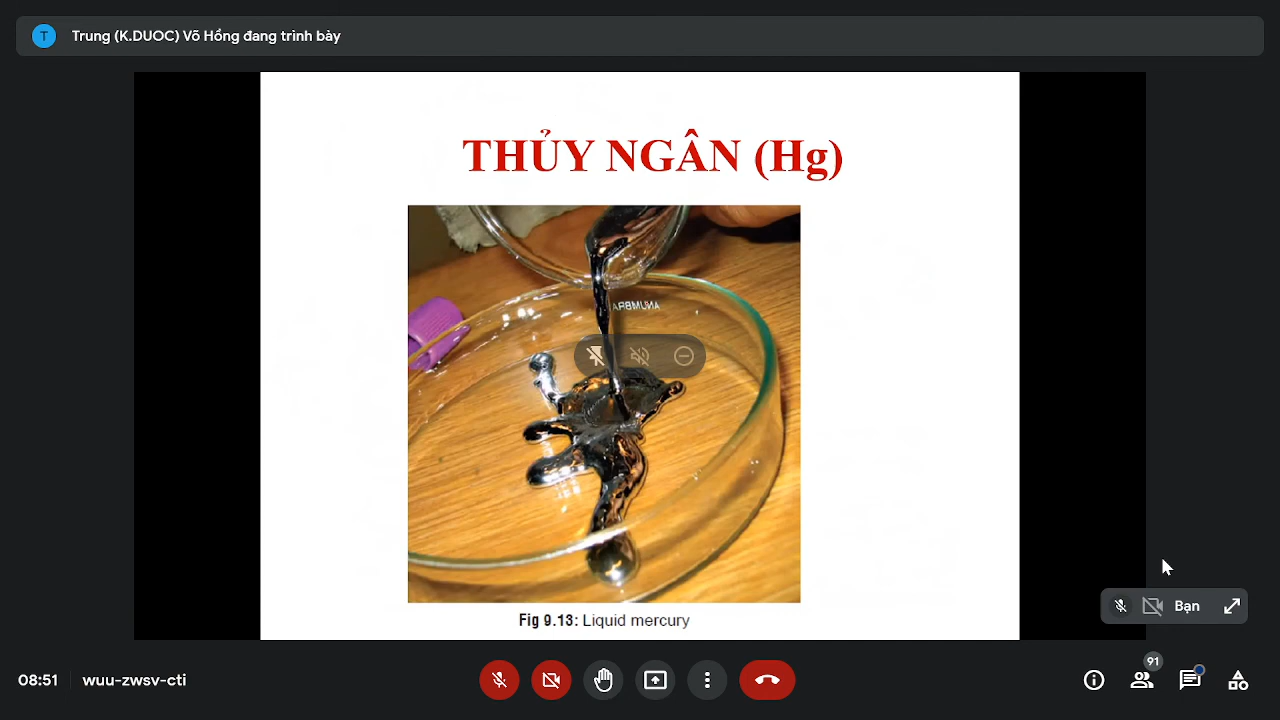 T Trung (K.DUOC) Võ Hồng đang trình bày
THỦY NGÂN (Hg)
Fig 9.13: Liquid mercury
Bạn
91
08:51 wuu-zwsv-cti